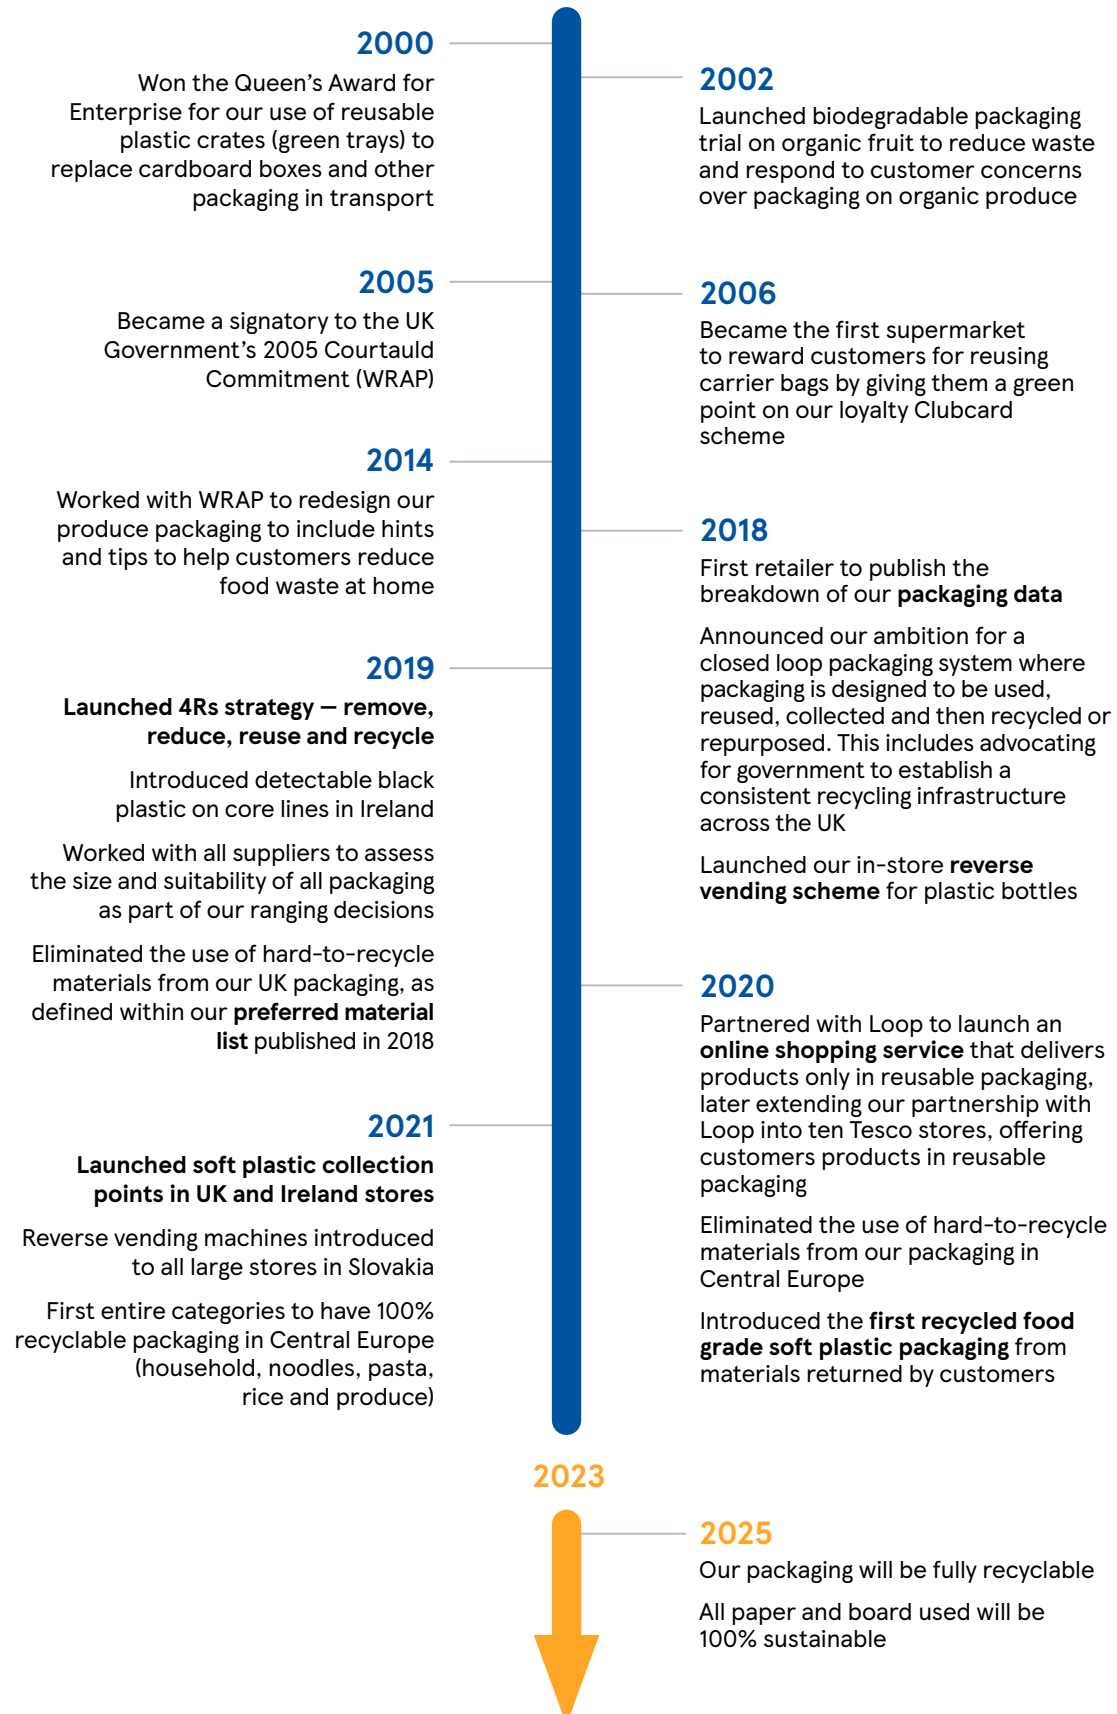 2000
Won the Queen’s Award for
Enterprise for our use of reusable
plastic crates (green trays) to
replace cardboard boxes and other
packaging in transport
2002
Launched biodegradable packaging
trial on organic fruit to reduce waste
and respond to customer concerns
over packaging on organic produce
2005
Became a signatory to the UK
Government’s 2005 Courtauld
Commitment (WRAP)
2006
Became the first supermarket
to reward customers for reusing
carrier bags by giving them a green
point on our loyalty Clubcard
scheme
2014
Worked with WRAP to redesign our
produce packaging to include hints
and tips to help customers reduce
food waste at home
2018
First retailer to publish the
breakdown of our packaging data
Announced our ambition for a
closed loop packaging system where
packaging is designed to be used,
reused, collected and then recycled or
repurposed. This includes advocating
for government to establish a
consistent recycling infrastructure
across the UK
Launched our in-store reverse
vending scheme for plastic bottles
2019
Launched 4Rs strategy — remove,
reduce, reuse and recycle
Introduced detectable black
plastic on core lines in Ireland
Worked with all suppliers to assess
the size and suitability of all packaging
as part of our ranging decisions
Eliminated the use of hard-to-recycle
materials from our UK packaging, as
defined within our preferred material
list published in 2018
2020
Partnered with Loop to launch an
online shopping service that delivers
products only in reusable packaging,
later extending our partnership with
Loop into ten Tesco stores, offering
customers products in reusable
packaging
Eliminated the use of hard-to-recycle
materials from our packaging in
Central Europe
Introduced the first recycled food
grade soft plastic packaging from
materials returned by customers
2021
Launched soft plastic collection
points in UK and Ireland stores
Reverse vending machines introduced
to all large stores in Slovakia
First entire categories to have 100%
recyclable packaging in Central Europe
(household, noodles, pasta,
rice and produce)
2023
2025
Our packaging will be fully recyclable
All paper and board used will be
100% sustainable